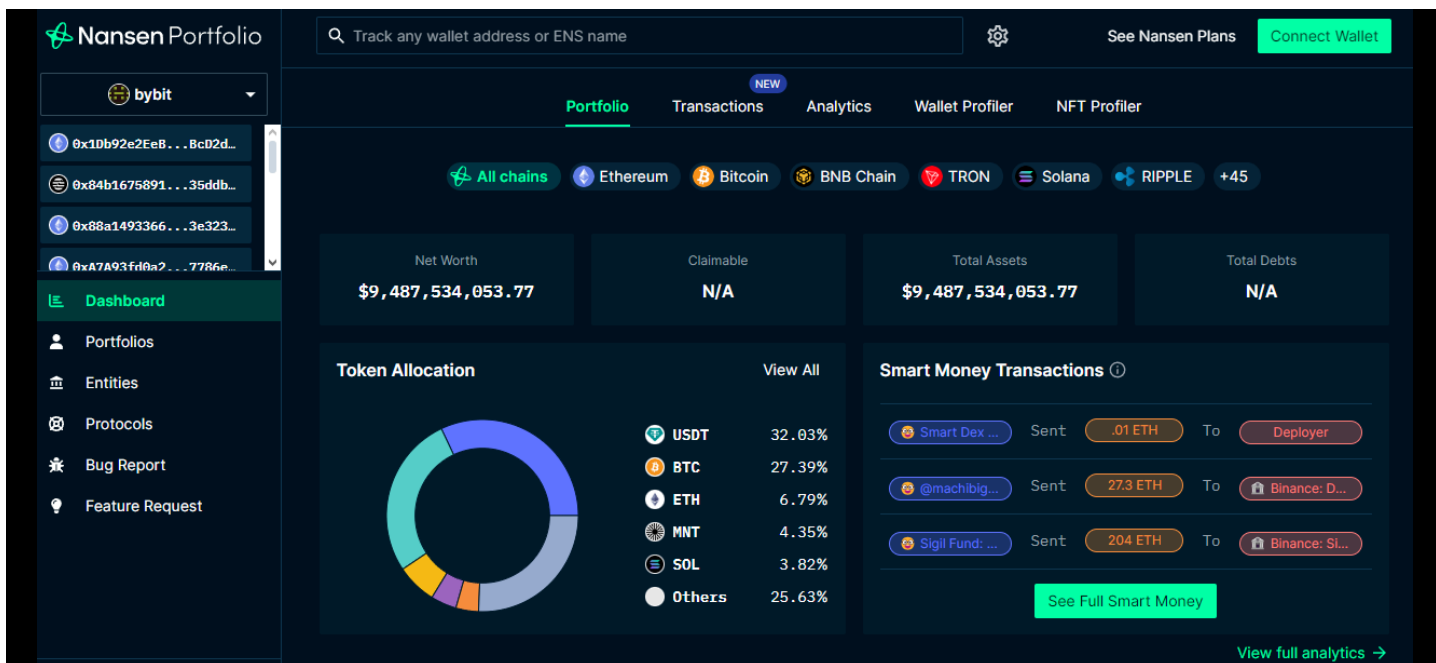 Nansen Portfolio
Track any wallet address or ENS name
See Nansen Plans
Connect Wallet
bybit
0x1Db92e2EeB...BcD2d…
0x84b1675891...35ddb…
0x88a1493366...3e323…
0xA7A93fd0a2...7786e…
Dashboard
Portfolios
Entities
Protocols
Bug Report
Feature Request
NEW
Portfolio Transactions Analytics Wallet Profiler NFT Profiler
All chains Ethereum Bitcoin BNB Chain TRON Solana RIPPLE +45
Net Worth
$9,487,534,053.77
Claimable
N/A
Total Assets
$9,487,534,053.77
Total Debts
N/A
Token Allocation View All
USDT 32.03%
BTC 27.39%
ETH 6.79%
MNT 4.35%
SOL 3.82%
Others 25.63%
Smart Money Transactions
Smart Dex ... Sent .01 ETH To Deployer
@machibig... Sent 27.3 ETH To Binance: D...
Sigil Fund: ... Sent 204 ETH To Binance: Si...
See Full Smart Money
View full analytics →